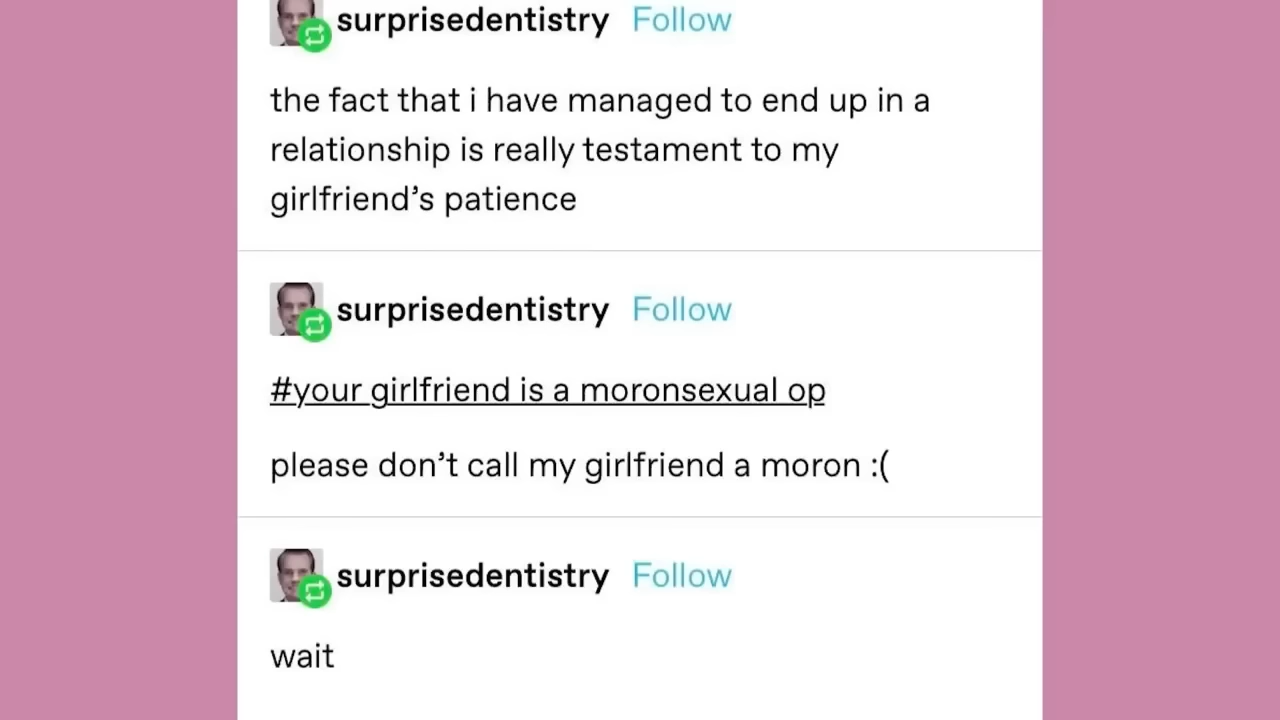 surprisedentistry Follow
the fact that i have managed to end up in a
relationship is really testament to my
girlfriend’s patience
surprisedentistry Follow
#your girlfriend is a moronsexual op
please don’t call my girlfriend a moron :(
surprisedentistry Follow
wait